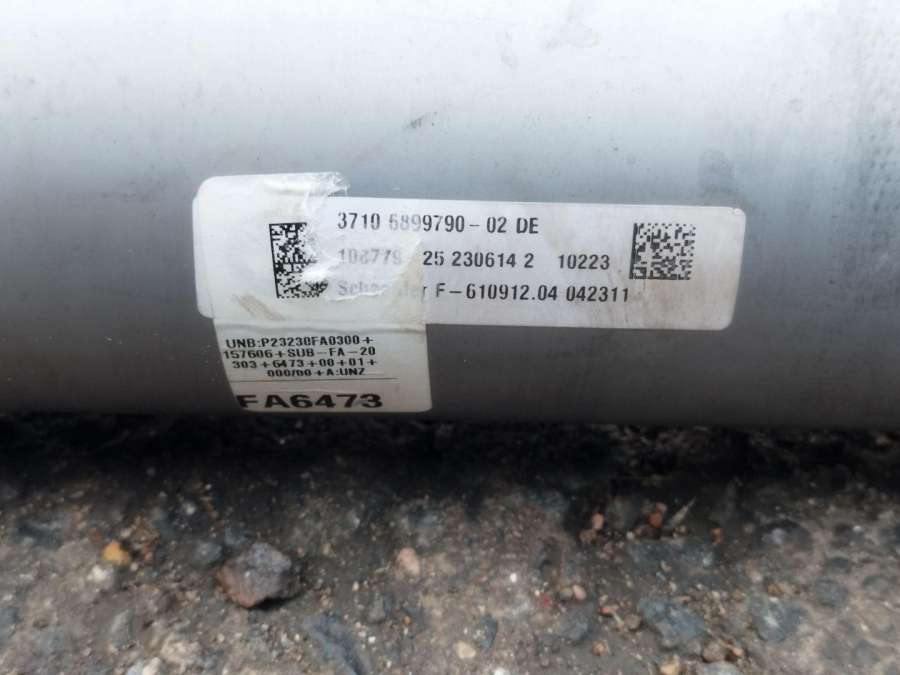 3710 6899790-02 DE
25 230614 2 10223
F-610912.04 042311
UNB:P23230FA0300+
157606+SUB-FA-20
303+6473+00+01+
000/00+A:UNZ
FA6473